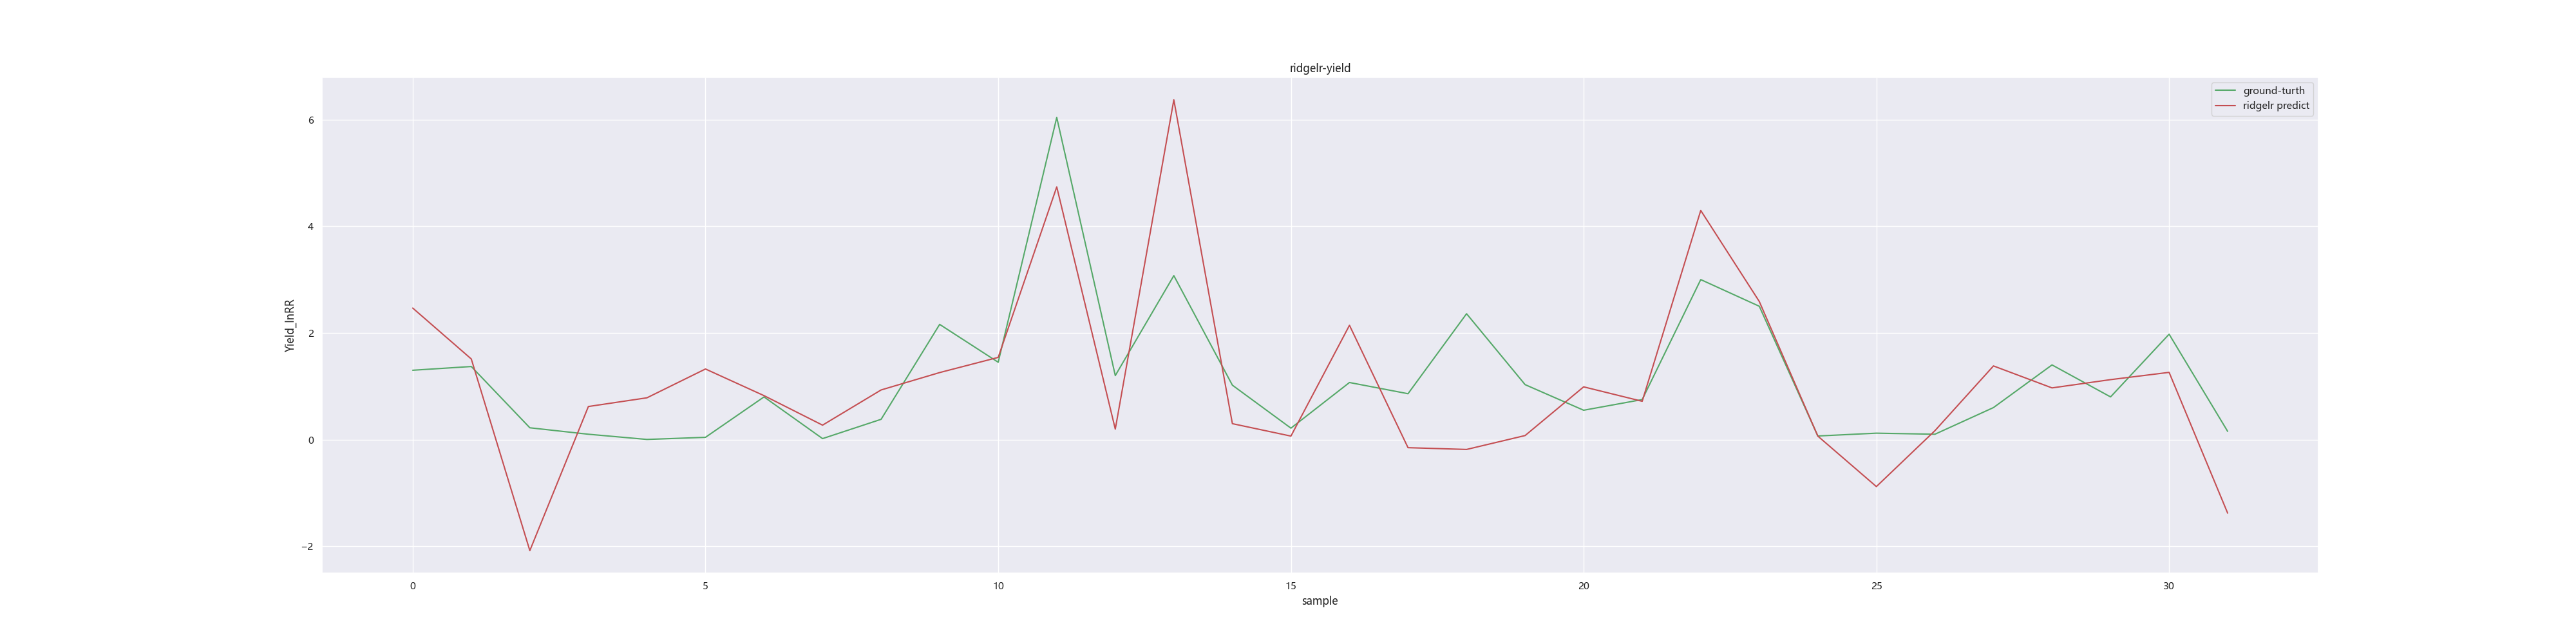 ridgelr-yield
ground-turth
ridgelr predict
Yield_lnRR
6
4
2
0
−2
0 5 10 15 20 25 30
sample